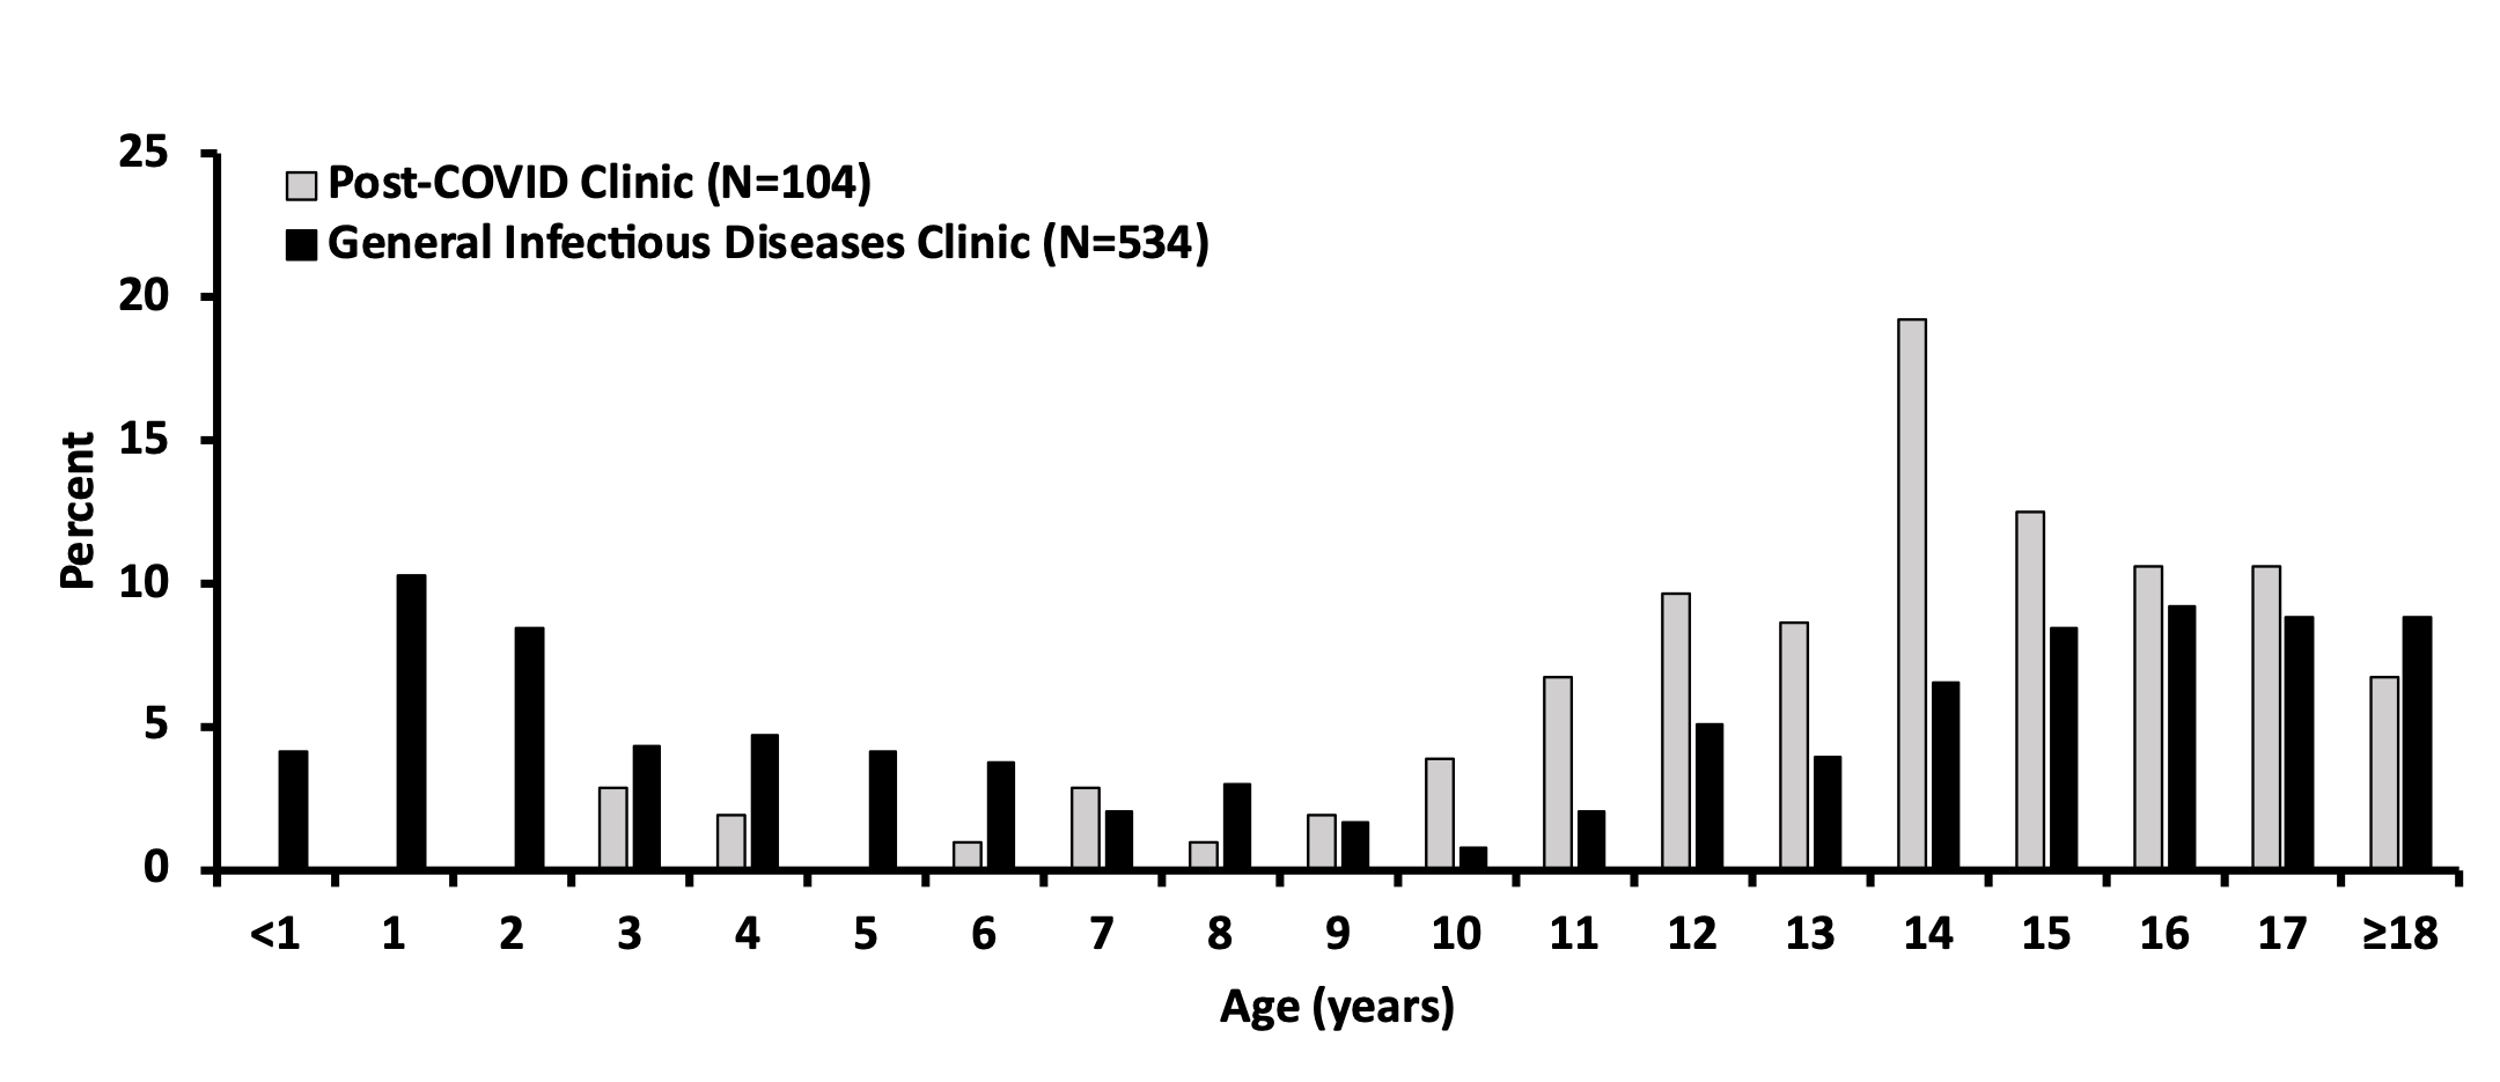 25
Post-COVID Clinic (N=104)
General Infectious Diseases Clinic (N=534)
20
15
Percent
10
5
0
<1 1 2 3 4 5 6 7 8 9 10 11 12 13 14 15 16 17 ≥18
Age (years)